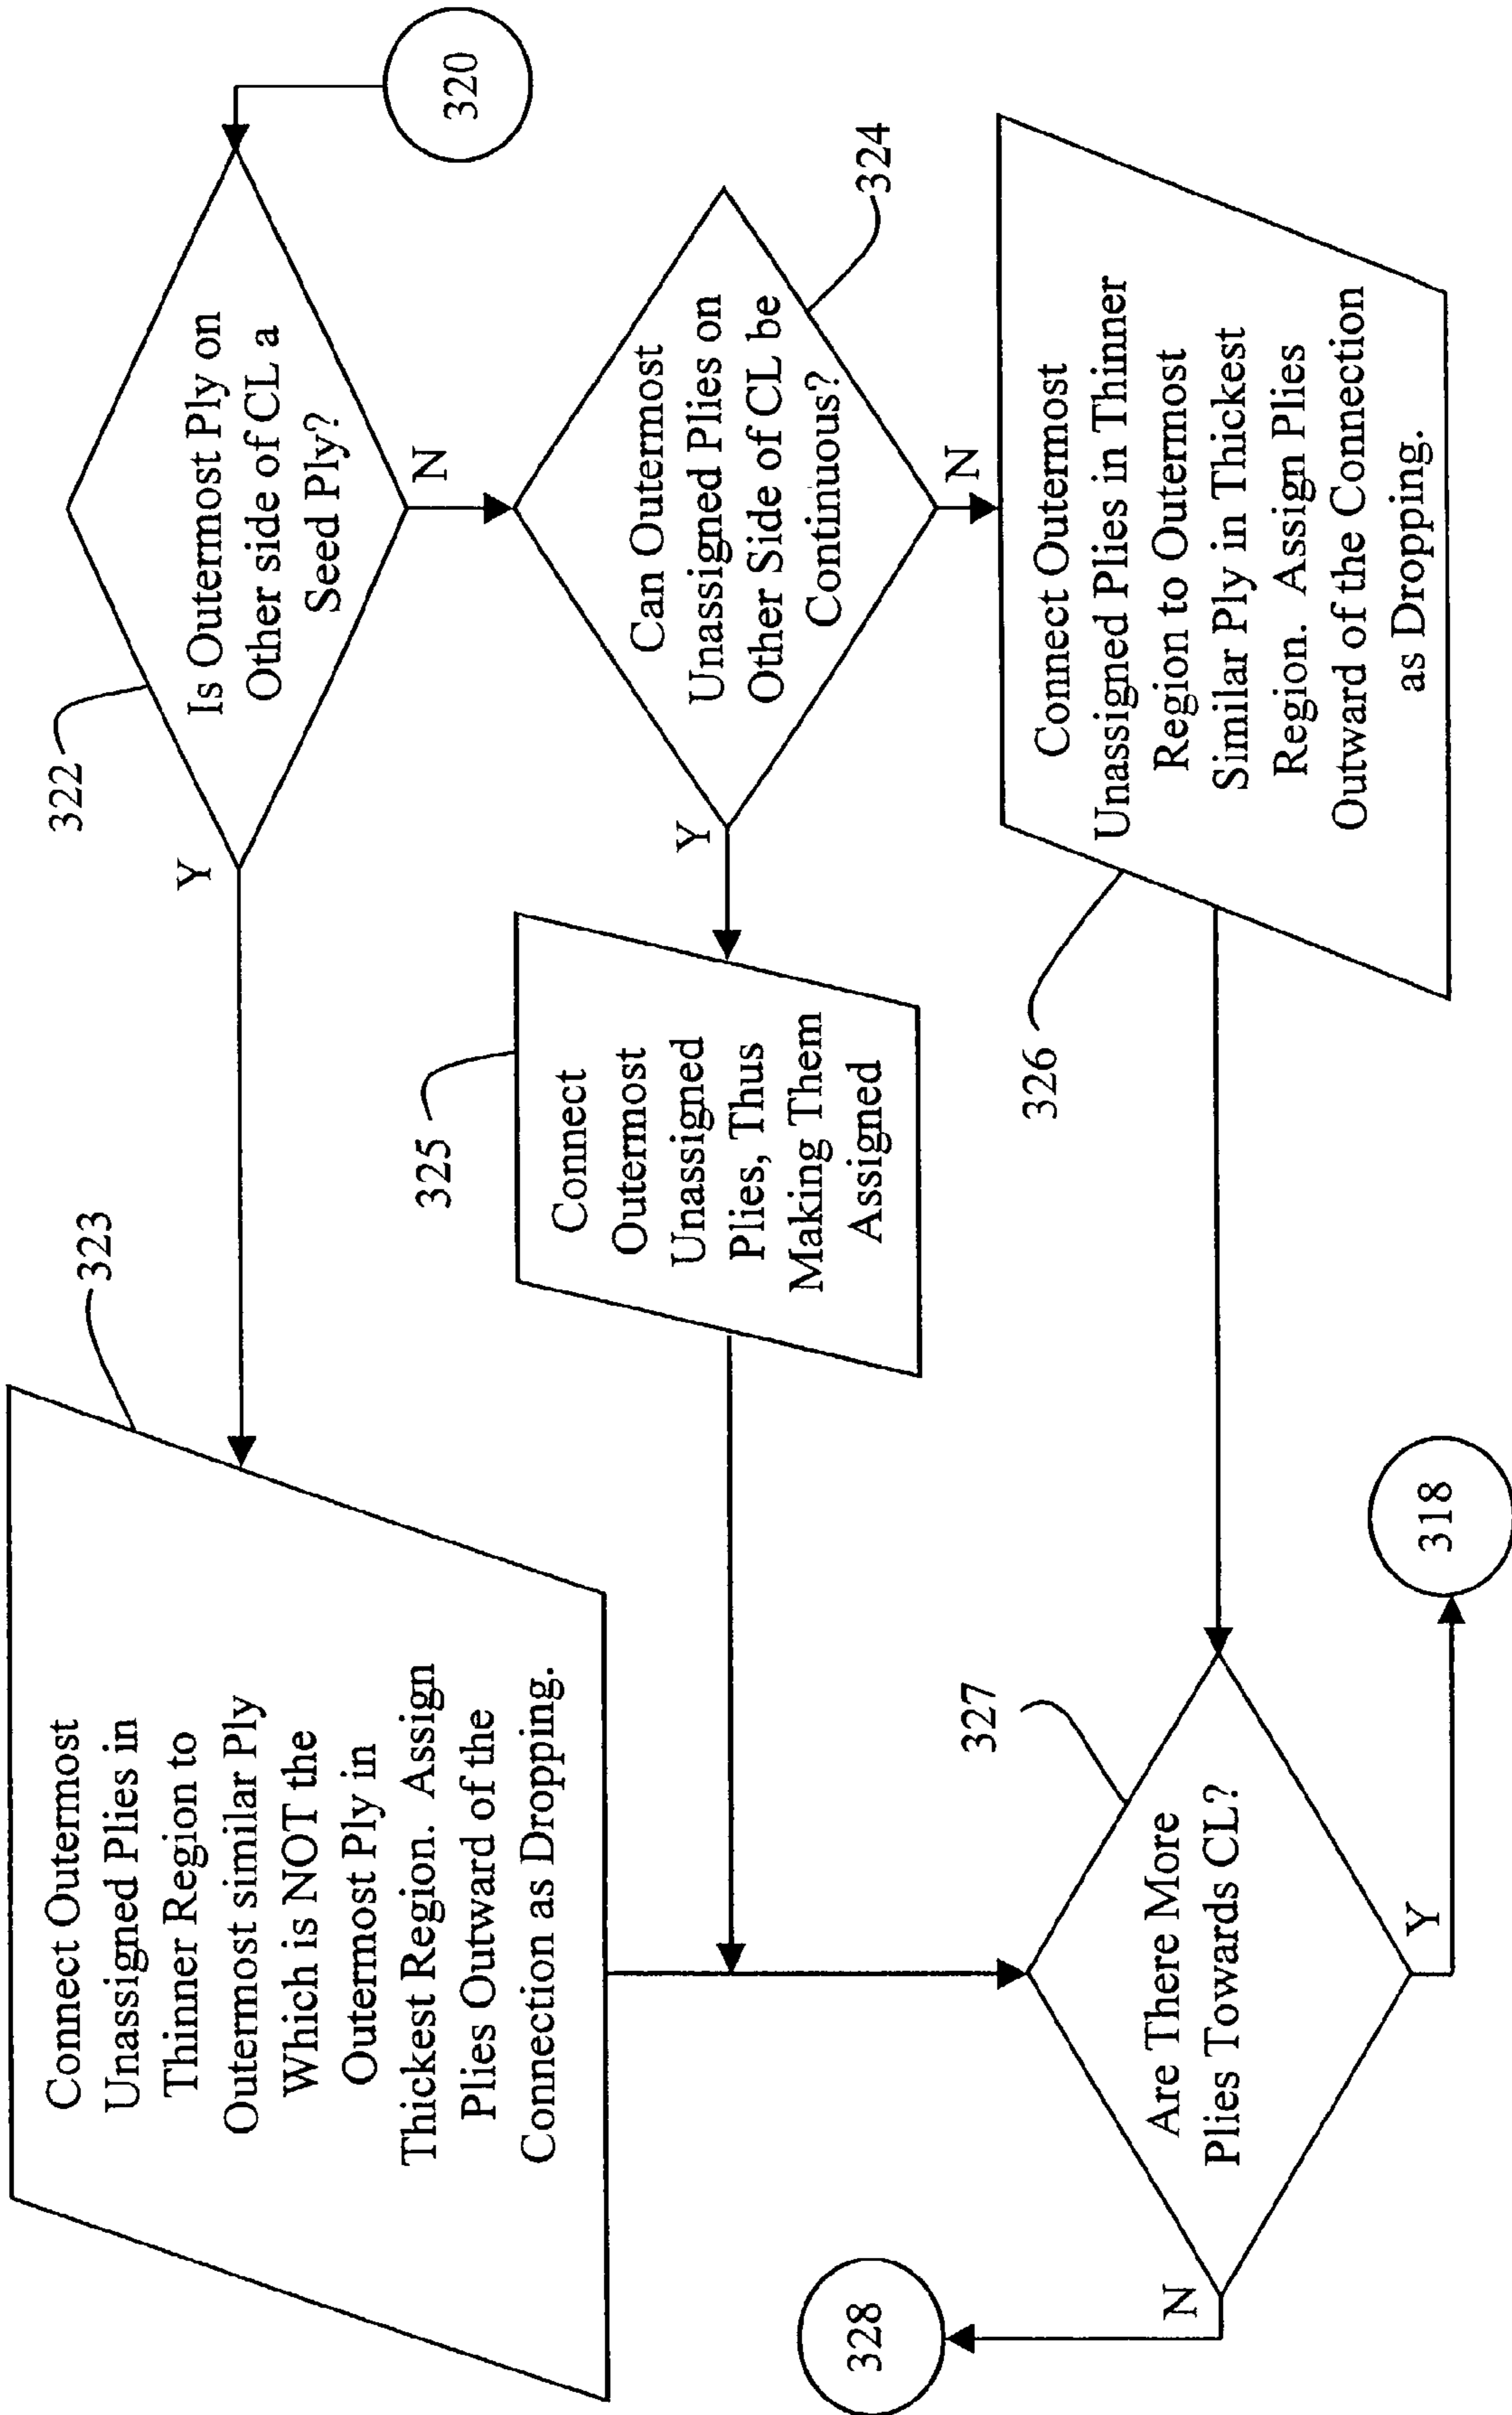 320
322
Is Outermost Ply on
Other side of CL a
Seed Ply?
Y
N
323
Connect Outermost
Unassigned Plies in
Thinner Region to
Outermost similar Ply
Which is NOT the
Outermost Ply in
Thickest Region. Assign
Plies Outward of the
Connection as Dropping.
324
Can Outermost
Unassigned Plies on
Other Side of CL be
Continuous?
Y
N
325
Connect
Outermost
Unassigned
Plies, Thus
Making Them
Assigned
326
Connect Outermost
Unassigned Plies in Thinner
Region to Outermost
Similar Ply in Thickest
Region. Assign Plies
Outward of the Connection
as Dropping.
327
Are There More
Plies Towards CL?
N
Y
328
318